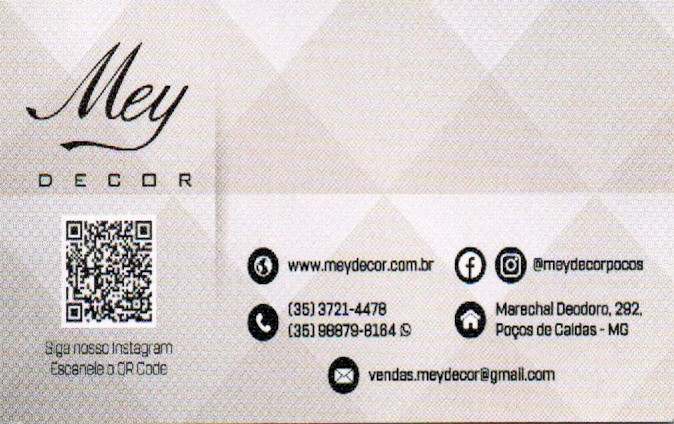 Mey
DECOR
Siga nosso Instagram
Escaneie o QR Code
www.meydecor.com.br
@meydecorpocos
(35) 3721-4478
(35) 98879-8164
Marechal Deodoro, 292,
Poços de Caldas - MG
vendas.meydecor@gmail.com